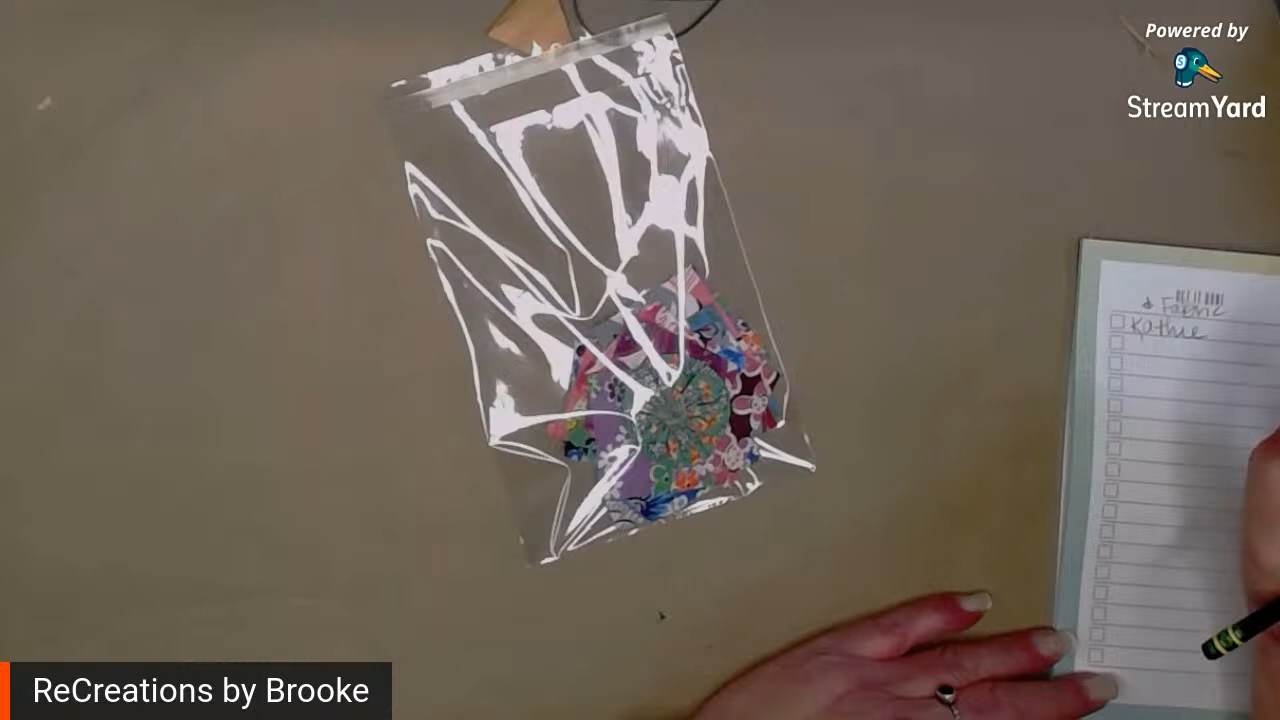 Powered by
StreamYard
Fabric
Kathie
ReCreations by Brooke